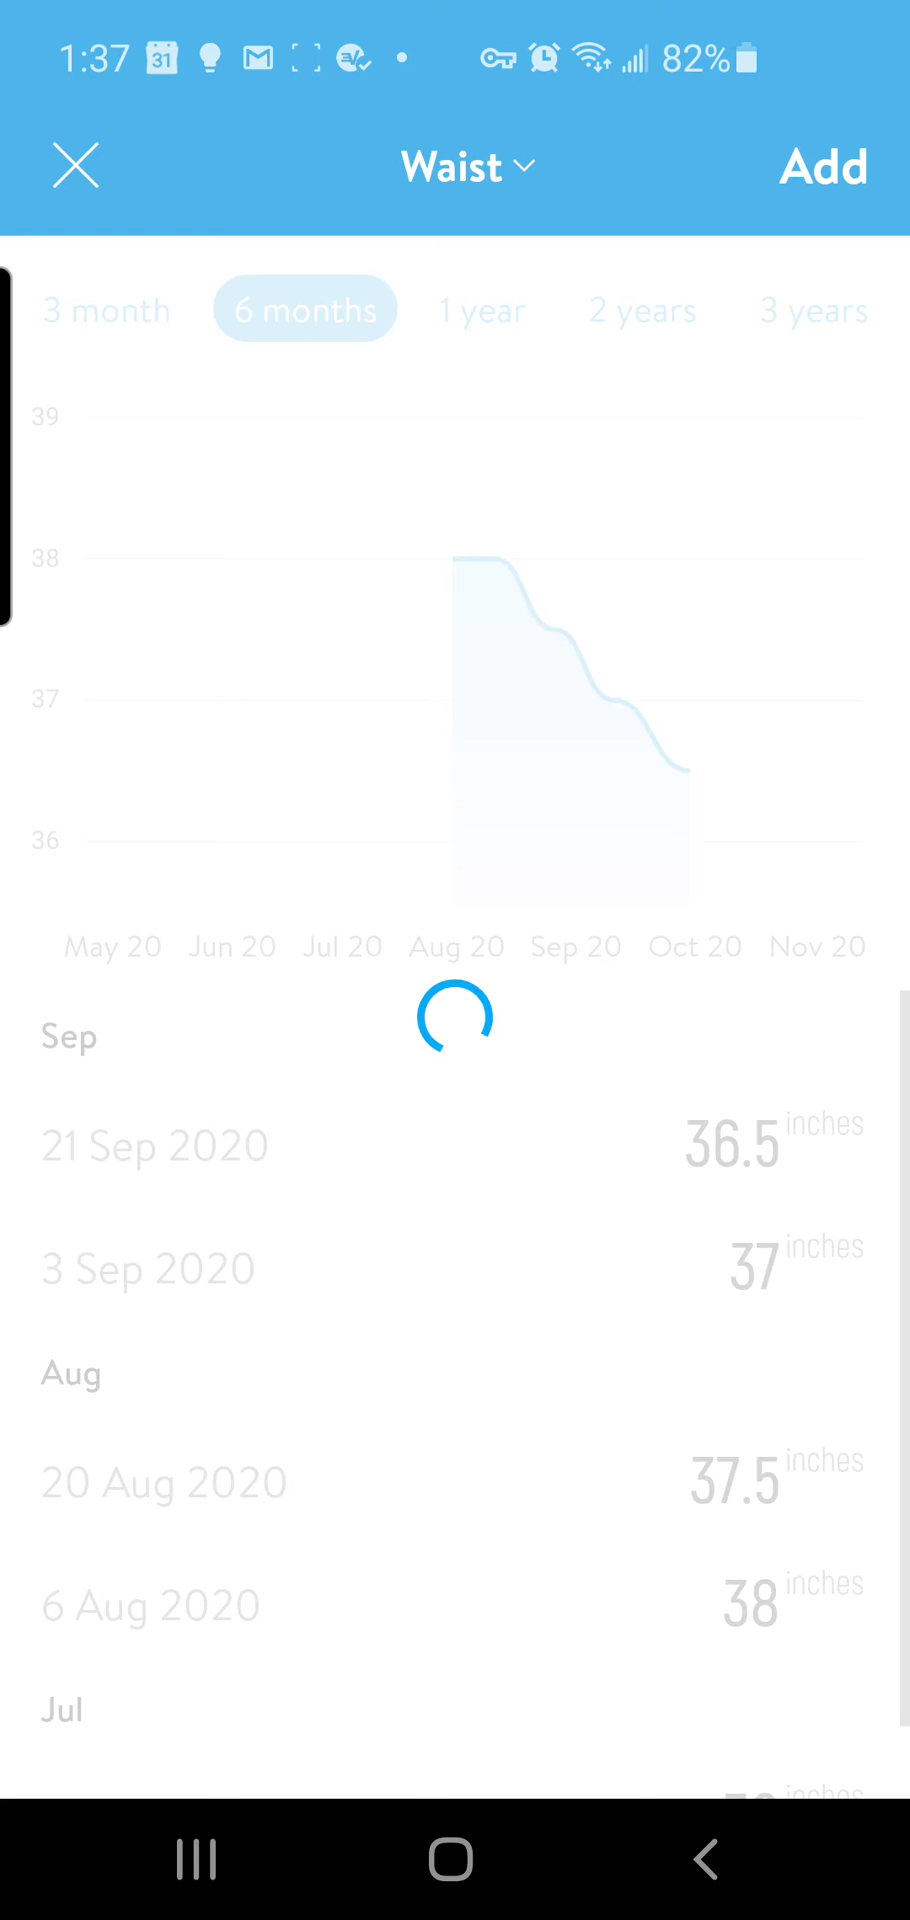 1:37 31 82%
Waist Add
3 month 6 months 1 year 2 years 3 years
39
38
37
36
May 20 Jun 20 Jul 20 Aug 20 Sep 20 Oct 20 Nov 20
Sep
21 Sep 2020 36.5 inches
3 Sep 2020 37 inches
Aug
20 Aug 2020 37.5 inches
6 Aug 2020 38 inches
Jul
inches